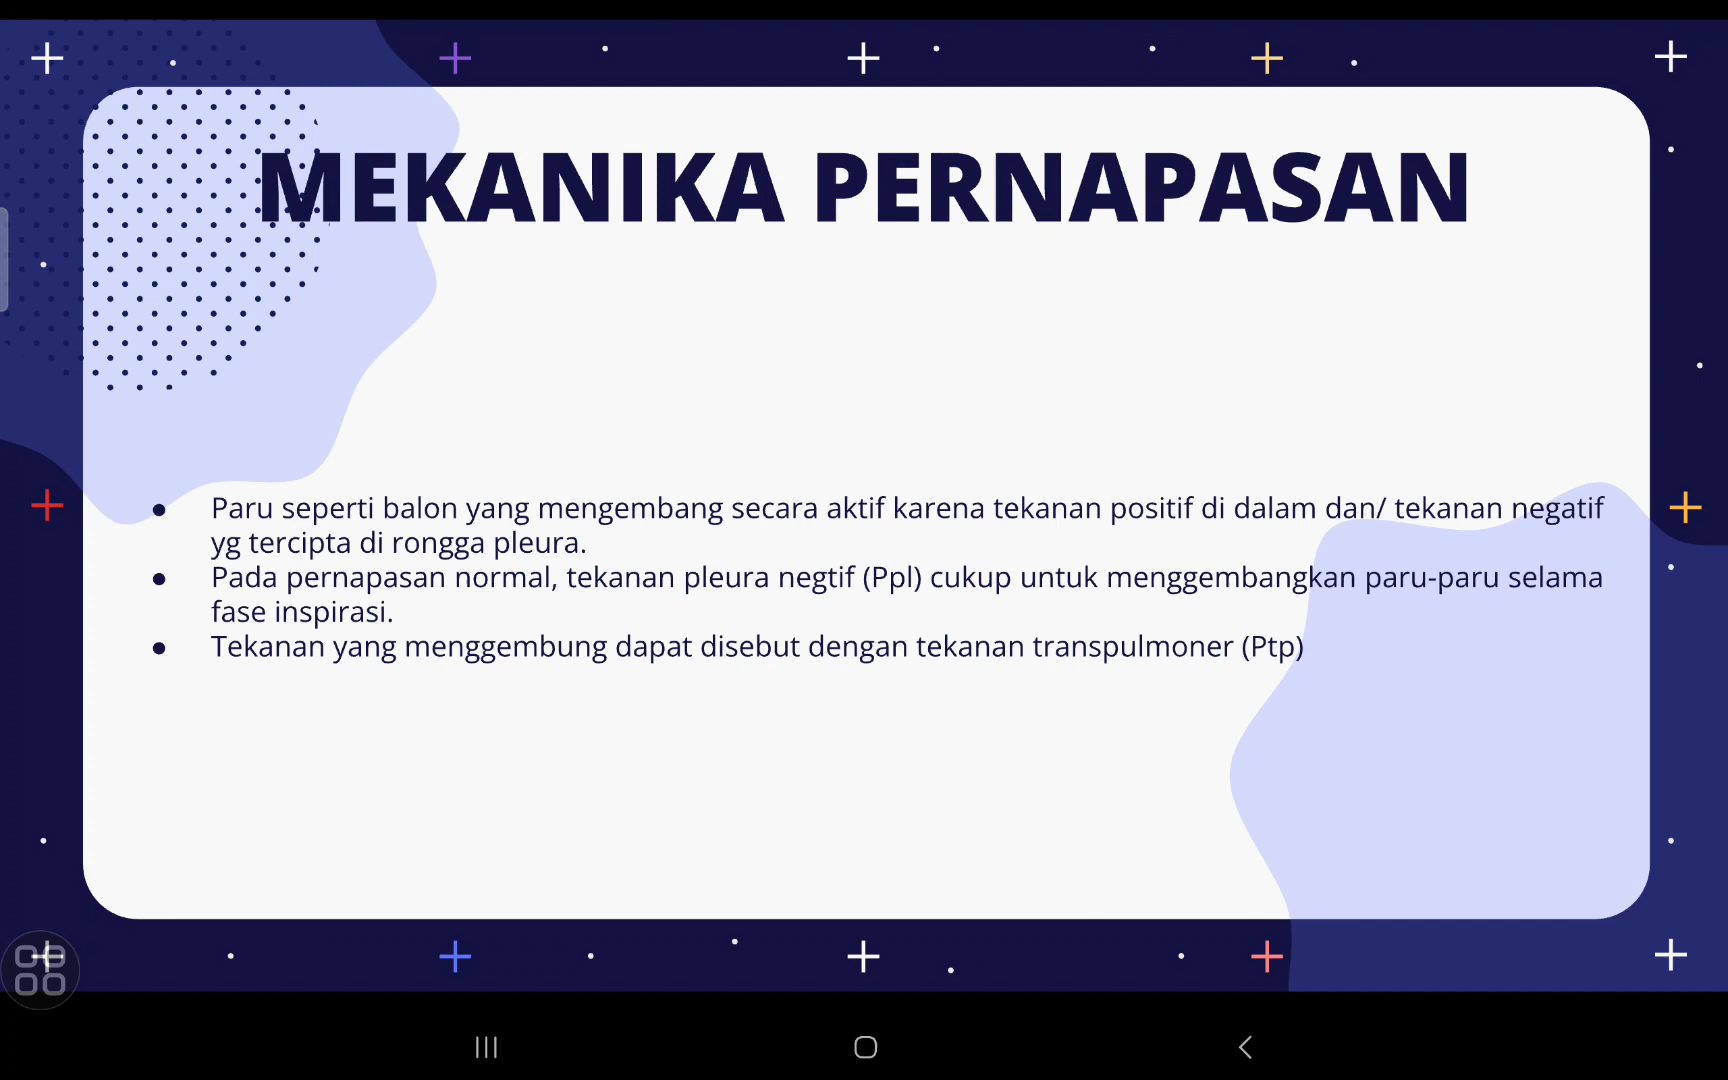 MEKANIKA PERNAPASAN
● Paru seperti balon yang mengembang secara aktif karena tekanan positif di dalam dan/ tekanan negatif
yg tercipta di rongga pleura.
● Pada pernapasan normal, tekanan pleura negtif (Ppl) cukup untuk menggembangkan paru-paru selama
fase inspirasi.
● Tekanan yang menggembung dapat disebut dengan tekanan transpulmoner (Ptp)